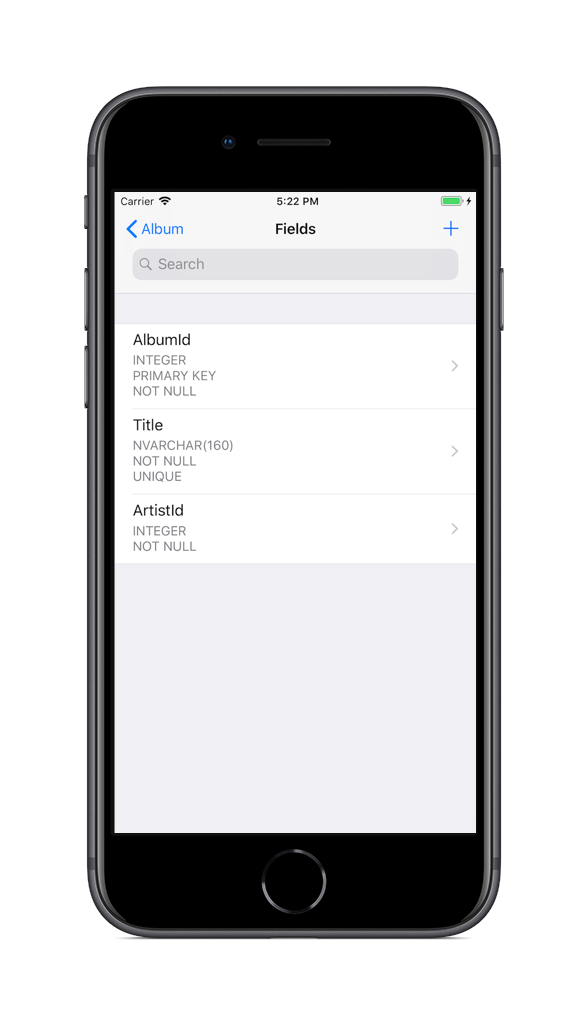 Carrier 5:22 PM
Album Fields +
Search
AlbumId
INTEGER
PRIMARY KEY
NOT NULL
Title
NVARCHAR(160)
NOT NULL
UNIQUE
ArtistId
INTEGER
NOT NULL